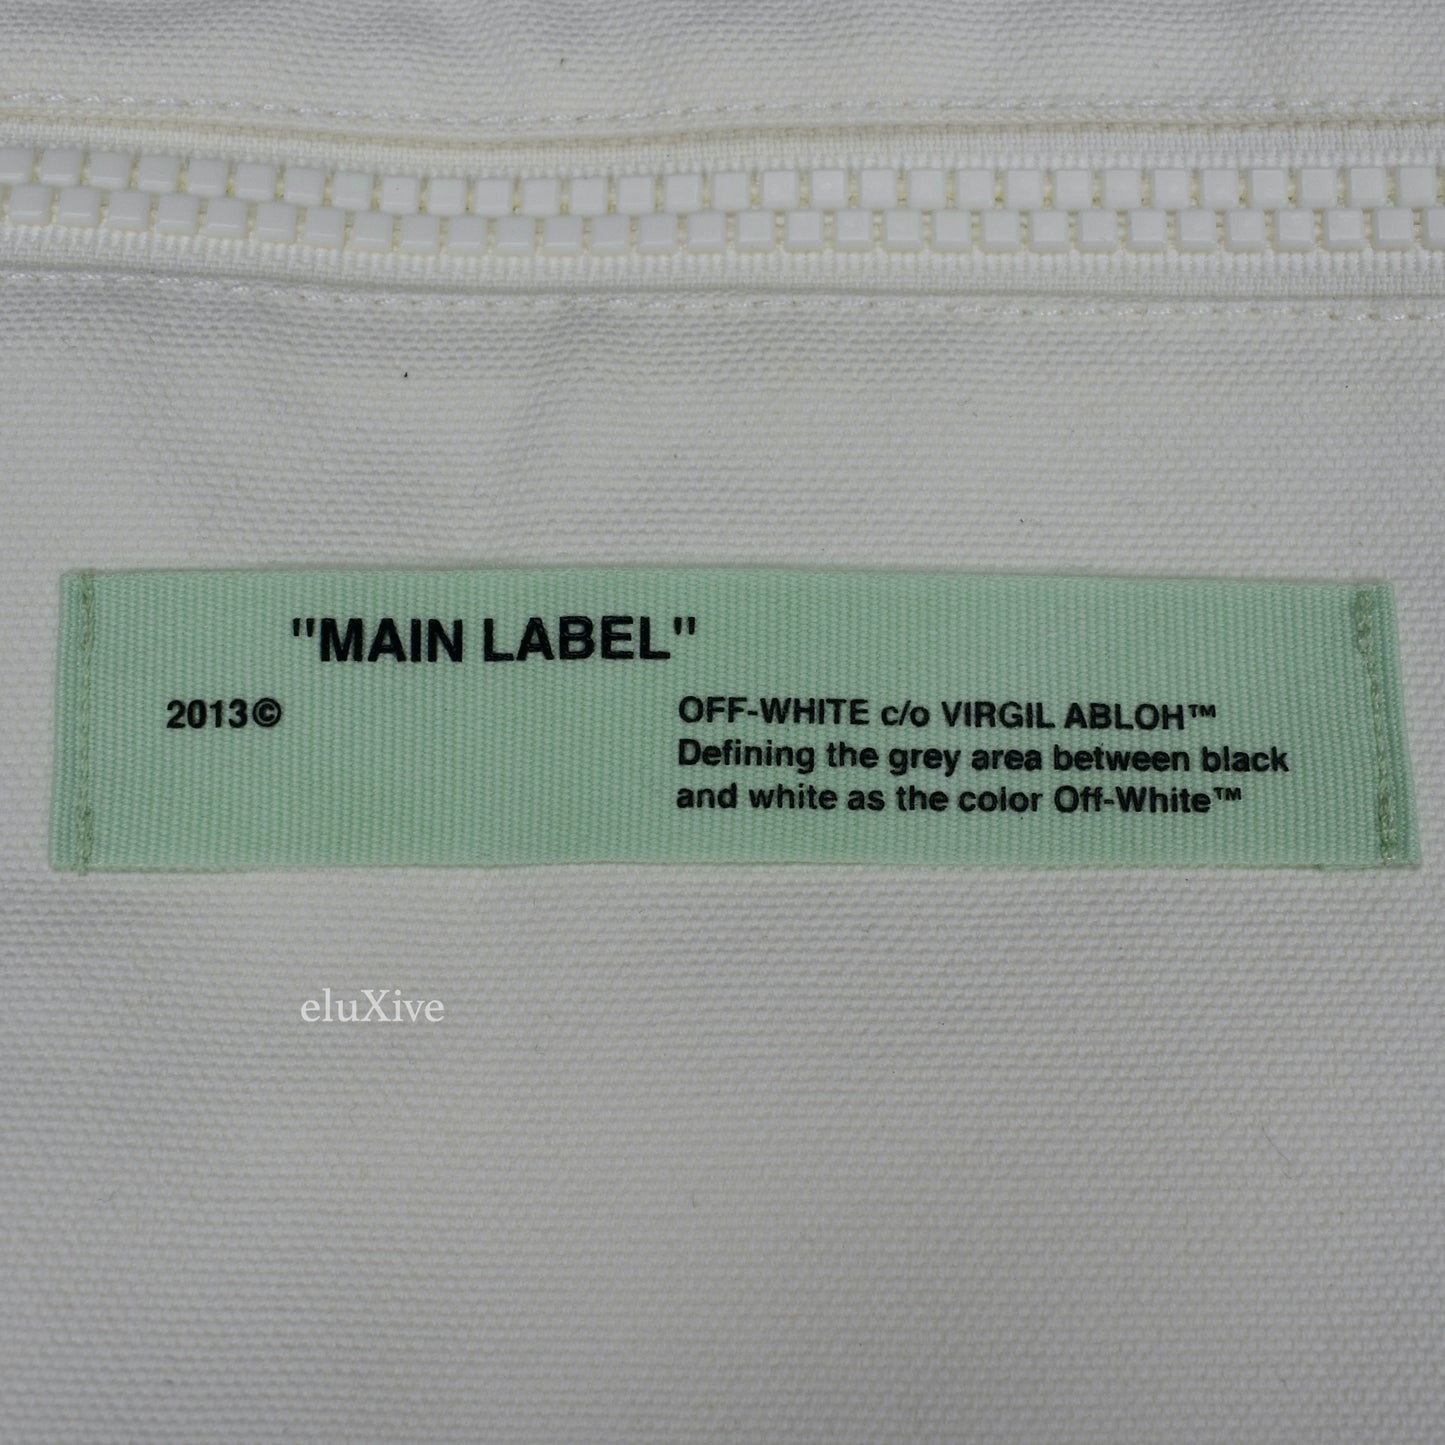 "MAIN LABEL"
2013©
OFF-WHITE c/o VIRGIL ABLOH™
Defining the grey area between black
and white as the color Off-White™
eluXive